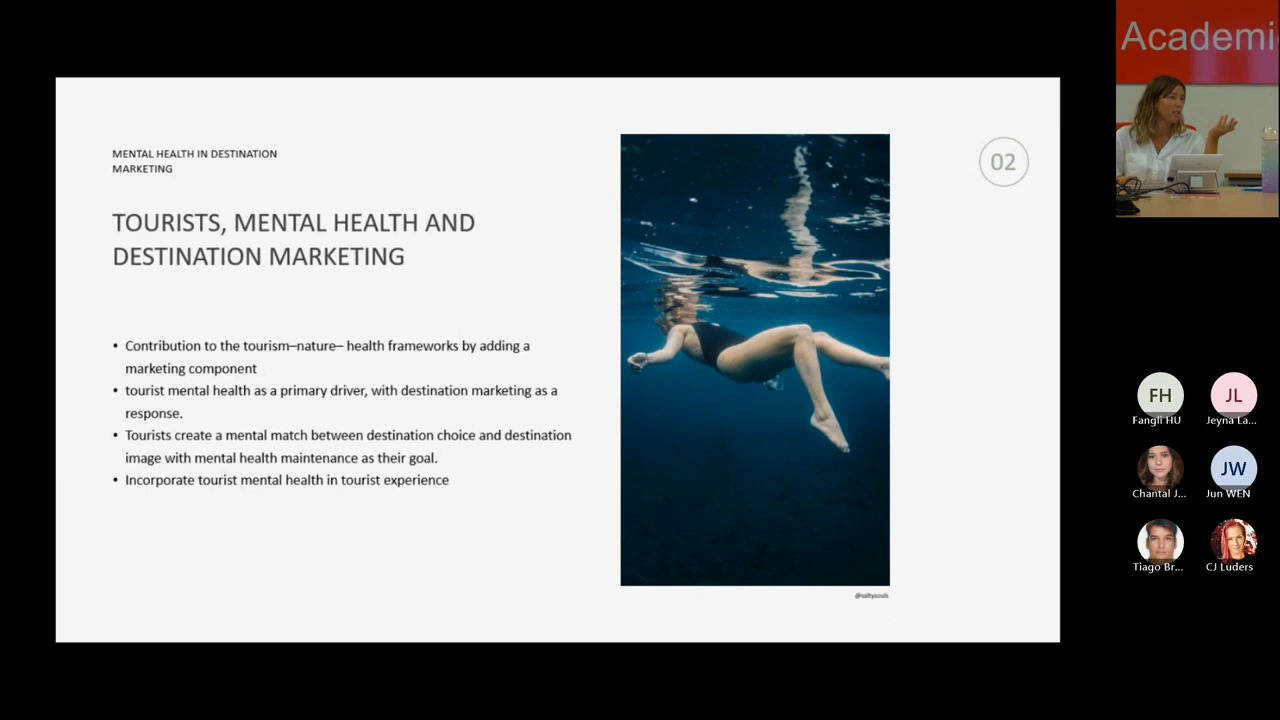 Academi
MENTAL HEALTH IN DESTINATION
MARKETING
02
TOURISTS, MENTAL HEALTH AND
DESTINATION MARKETING
• Contribution to the tourism–nature– health frameworks by adding a
marketing component
• tourist mental health as a primary driver, with destination marketing as a
response.
• Tourists create a mental match between destination choice and destination
image with mental health maintenance as their goal.
• Incorporate tourist mental health in tourist experience
@saltysouls
FH
JL
Fangli HU
Jeyna La...
JW
Chantal J...
Jun WEN
Tiago Br...
CJ Luders